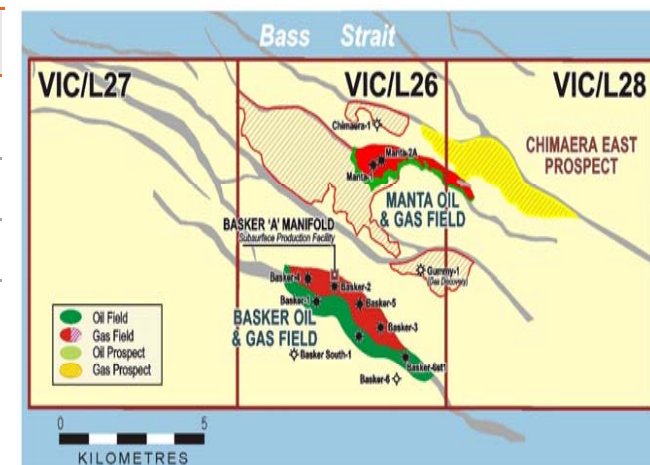 Bass Strait
VIC/L27
VIC/L26
VIC/L28
Chimaera-1
CHIMAERA EAST
PROSPECT
Manta-2A
Manta-1
MANTA OIL
& GAS FIELD
BASKER 'A' MANIFOLD
Subsurface Production Facility
Gummy-1
(Gas Discovery)
Basker-4
Basker-2
Basker-1
Basker-5
BASKER OIL
& GAS FIELD
Basker-3
Basker South-1
Basker-6st1
Basker-6
Oil Field
Gas Field
Oil Prospect
Gas Prospect
0 5
KILOMETRES